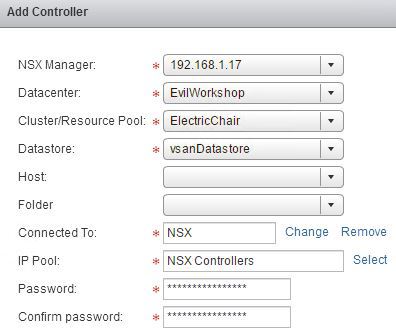 Add Controller
NSX Manager: * 192.168.1.17
Datacenter: * EvilWorkshop
Cluster/Resource Pool: * ElectricChair
Datastore: * vsanDatastore
Host:
Folder
Connected To: * NSX Change Remove
IP Pool: * NSX Controllers Select
Password: * ****************
Confirm password: * ****************